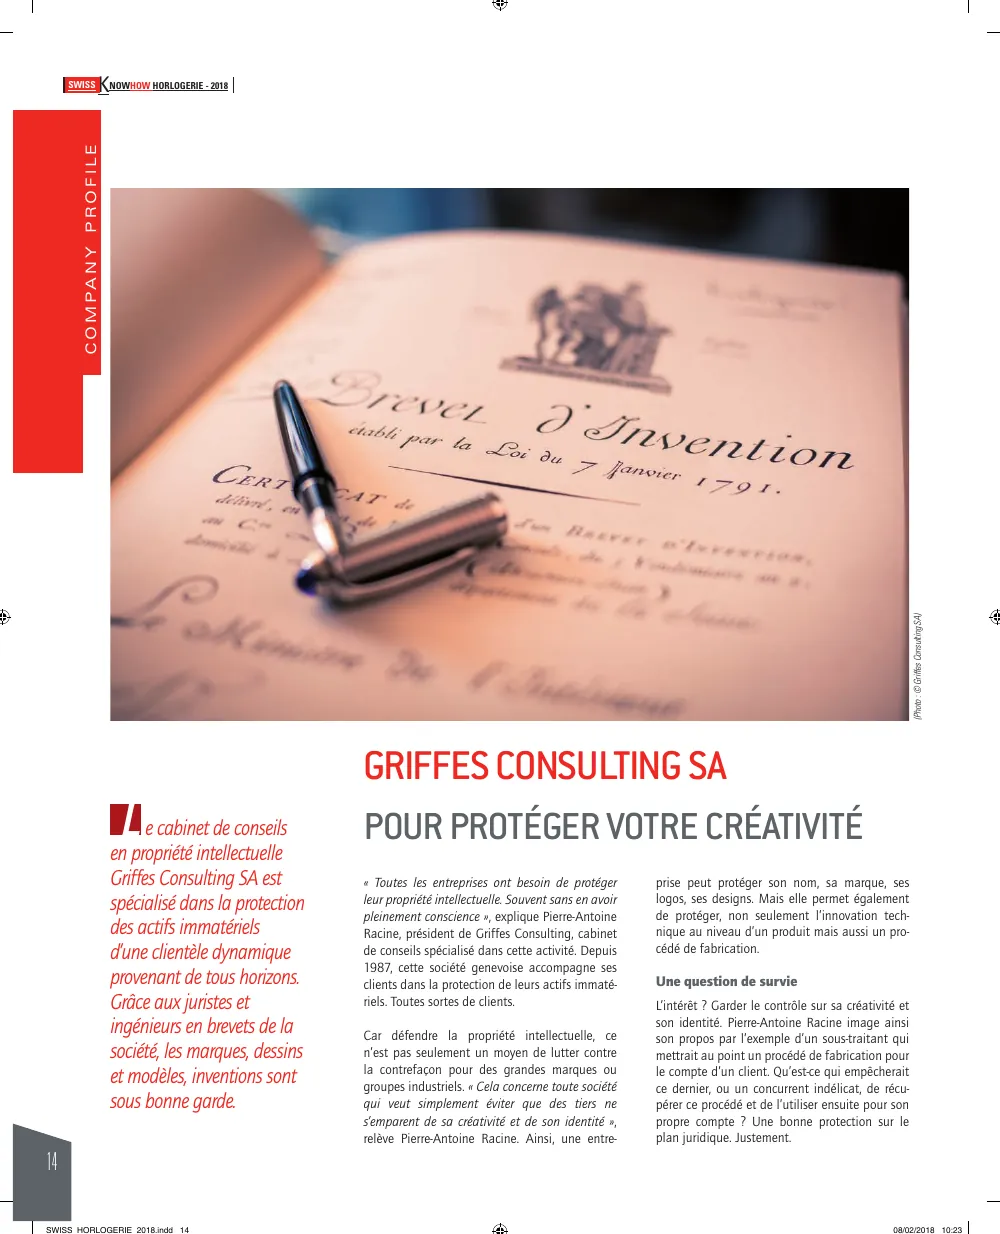 SWISS KNOWHOW HORLOGERIE - 2018
COMPANY PROFILE
Brevet d'Invention
établi par la Loi du 7 Janvier 1791.
CERTIFICAT de
délivré, en
domicilié à
Le Ministre de l'Intérieur
(Photo : © Griffes Consulting SA)
GRIFFES CONSULTING SA
POUR PROTÉGER VOTRE CRÉATIVITÉ
Le cabinet de conseils
en propriété intellectuelle
Griffes Consulting SA est
spécialisé dans la protection
des actifs immatériels
d'une clientèle dynamique
provenant de tous horizons.
Grâce aux juristes et
ingénieurs en brevets de la
société, les marques, dessins
et modèles, inventions sont
sous bonne garde.
« Toutes les entreprises ont besoin de protéger
leur propriété intellectuelle. Souvent sans en avoir
pleinement conscience », explique Pierre-Antoine
Racine, président de Griffes Consulting, cabinet
de conseils spécialisé dans cette activité. Depuis
1987, cette société genevoise accompagne ses
clients dans la protection de leurs actifs immaté-
riels. Toutes sortes de clients.
Car défendre la propriété intellectuelle, ce
n'est pas seulement un moyen de lutter contre
la contrefaçon pour des grandes marques ou
groupes industriels. « Cela concerne toute société
qui veut simplement éviter que des tiers ne
s'emparent de sa créativité et de son identité »,
relève Pierre-Antoine Racine. Ainsi, une entre-
prise peut protéger son nom, sa marque, ses
logos, ses designs. Mais elle permet également
de protéger, non seulement l'innovation tech-
nique au niveau d'un produit mais aussi un pro-
cédé de fabrication.
Une question de survie
L'intérêt ? Garder le contrôle sur sa créativité et
son identité. Pierre-Antoine Racine image ainsi
son propos par l'exemple d'un sous-traitant qui
mettrait au point un procédé de fabrication pour
le compte d'un client. Qu'est-ce qui empêcherait
ce dernier, ou un concurrent indélicat, de récu-
pérer ce procédé et de l'utiliser ensuite pour son
propre compte ? Une bonne protection sur le
plan juridique. Justement.
14
SWISS HORLOGERIE 2018.indd 14
08/02/2018 10:23